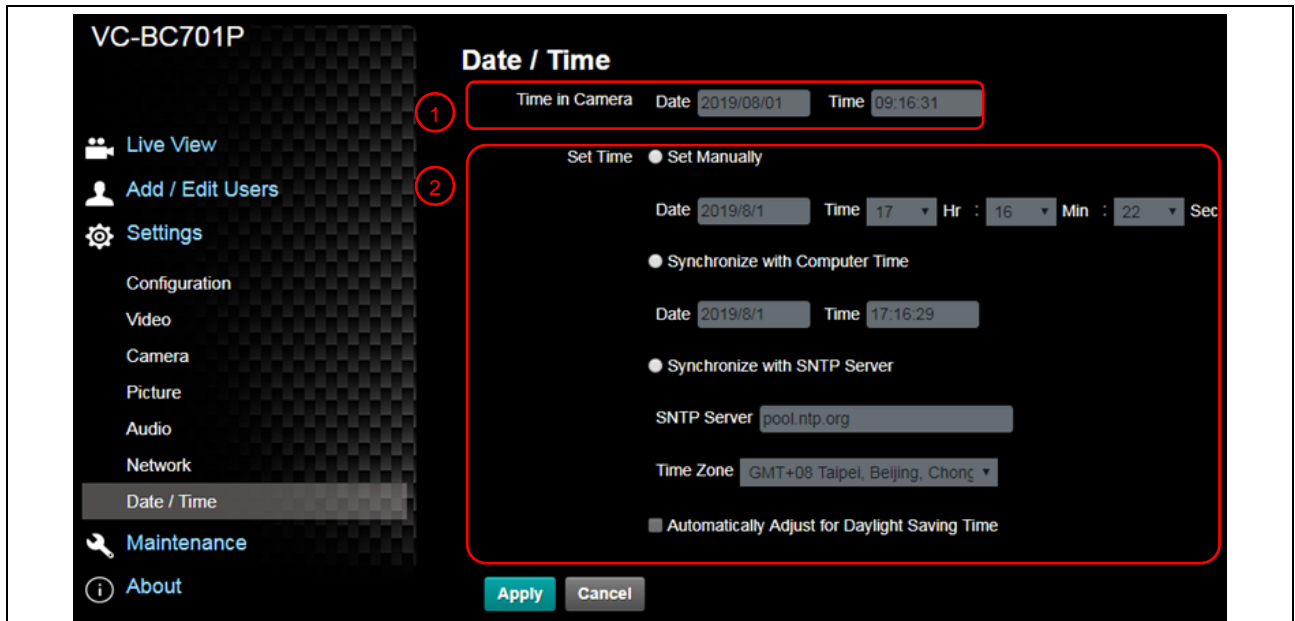 VC-BC701P
Live View
Add / Edit Users
Settings
Configuration
Video
Camera
Picture
Audio
Network
Date / Time
Maintenance
About
Date / Time
1
Time in Camera Date 2019/08/01 Time 09:16:31
2
Set Time Set Manually
Date 2019/8/1 Time 17 Hr : 16 Min : 22 Sec
Synchronize with Computer Time
Date 2019/8/1 Time 17:16:29
Synchronize with SNTP Server
SNTP Server pool.ntp.org
Time Zone GMT+08 Taipei, Beijing, Chong
Automatically Adjust for Daylight Saving Time
Apply Cancel